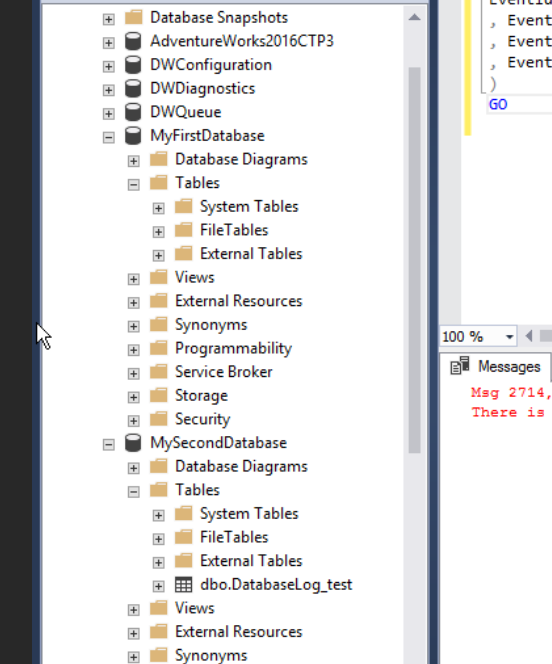 Database Snapshots
AdventureWorks2016CTP3
DWConfiguration
DWDiagnostics
DWQueue
MyFirstDatabase
Database Diagrams
Tables
System Tables
FileTables
External Tables
Views
External Resources
Synonyms
Programmability
Service Broker
Storage
Security
MySecondDatabase
Database Diagrams
Tables
System Tables
FileTables
External Tables
dbo.DatabaseLog_test
Views
External Resources
Synonyms
, Event
, Event
, Event
)
GO
100 %
Messages
Msg 2714,
There is